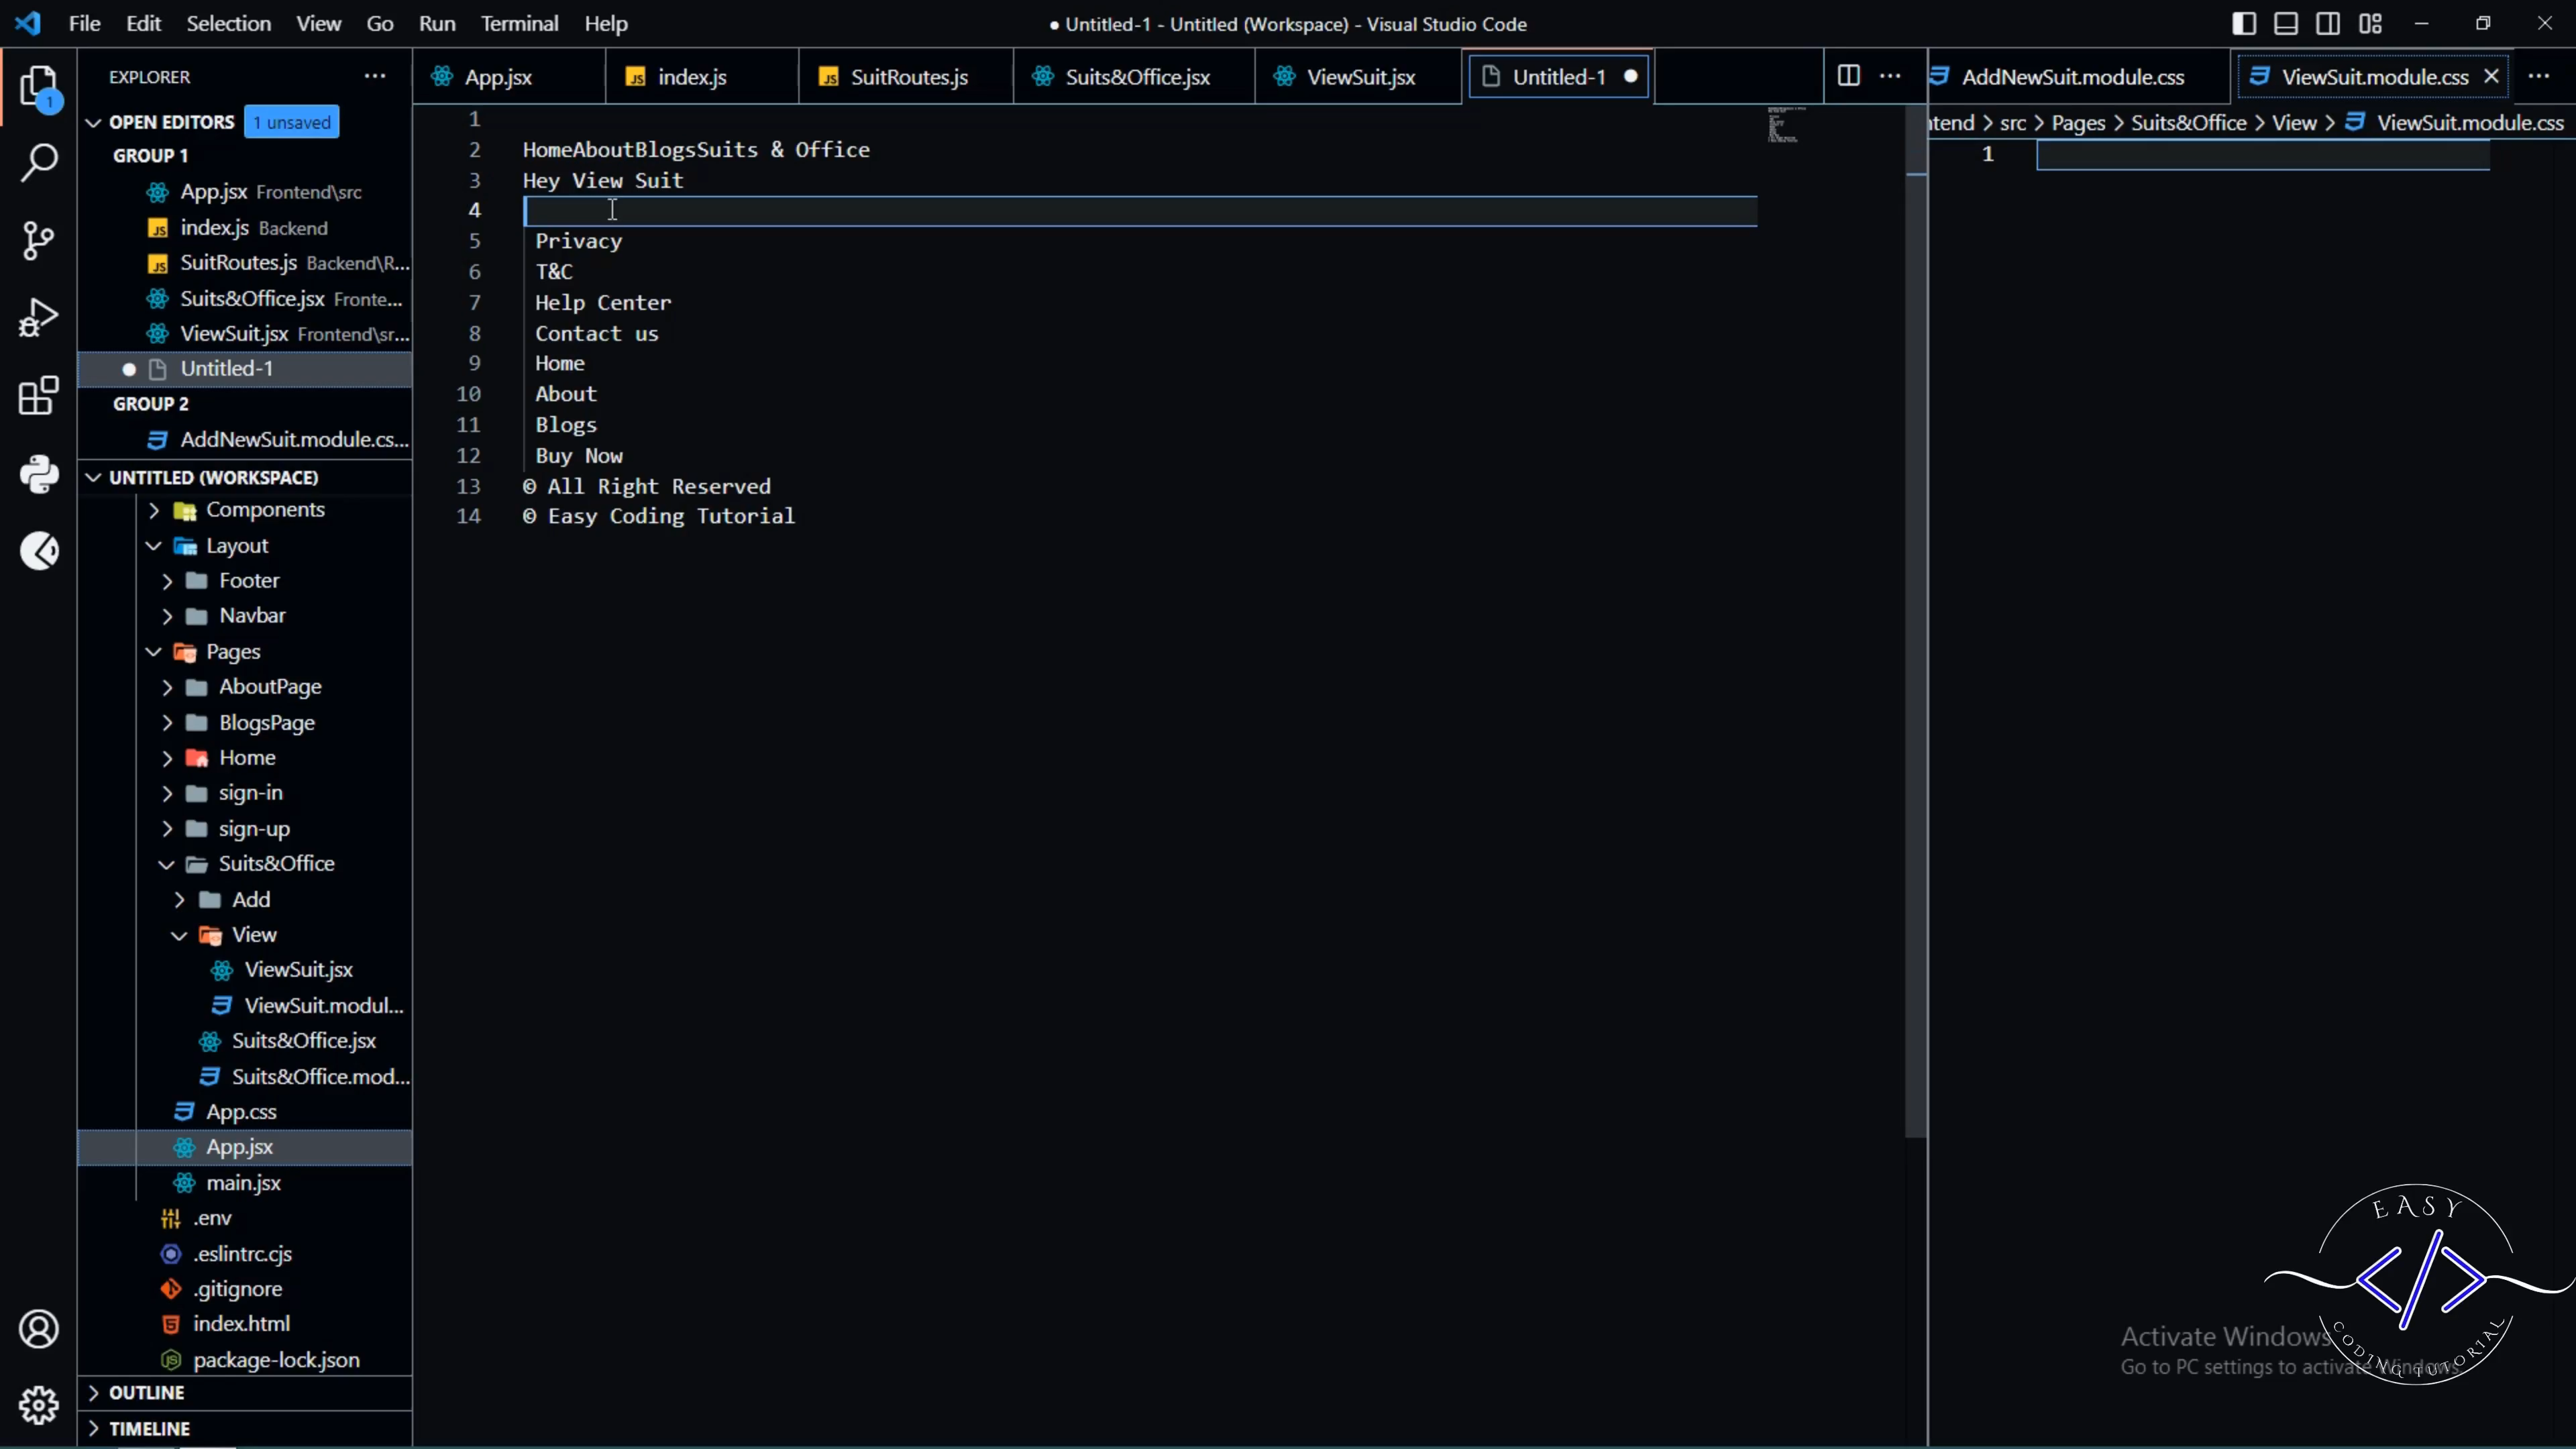 File Edit Selection View Go Run Terminal Help
● Untitled-1 - Untitled (Workspace) - Visual Studio Code
EXPLORER
1
OPEN EDITORS 1 unsaved
GROUP 1
App.jsx Frontend\src
index.js Backend
SuitRoutes.js Backend\R...
Suits&Office.jsx Fronte...
ViewSuit.jsx Frontend\sr...
Untitled-1
GROUP 2
AddNewSuit.module.cs...
UNTITLED (WORKSPACE)
Components
Layout
Footer
Navbar
Pages
AboutPage
BlogsPage
Home
sign-in
sign-up
Suits&Office
Add
View
ViewSuit.jsx
ViewSuit.modul...
Suits&Office.jsx
Suits&Office.mod...
App.css
App.jsx
main.jsx
.env
.eslintrc.cjs
.gitignore
index.html
package-lock.json
OUTLINE
TIMELINE
App.jsx index.js SuitRoutes.js Suits&Office.jsx ViewSuit.jsx Untitled-1
1
2 HomeAboutBlogsSuits & Office
3 Hey View Suit
4
5 Privacy
6 T&C
7 Help Center
8 Contact us
9 Home
10 About
11 Blogs
12 Buy Now
13 © All Right Reserved
14 © Easy Coding Tutorial
AddNewSuit.module.css ViewSuit.module.css
ntend > src > Pages > Suits&Office > View > ViewSuit.module.css
1
EASY
</>
CODING TUTORIAL
Activate Windows
Go to PC settings to activate Windows.